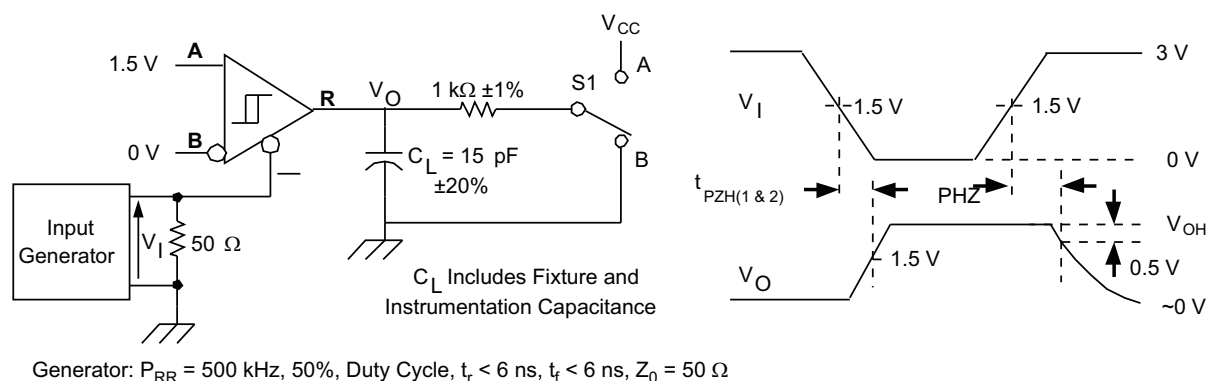 V_CC
A
1.5 V
A
R
V_O
1 kΩ ±1%
S1
B
0 V
B
C_L = 15 pF
±20%
Input
Generator
V_I
50 Ω
C_L Includes Fixture and
Instrumentation Capacitance
3 V
V_I
1.5 V
1.5 V
0 V
t_PZH(1 & 2)
PHZ
V_OH
V_O
1.5 V
0.5 V
~0 V
Generator: P_RR = 500 kHz, 50%, Duty Cycle, t_r < 6 ns, t_f < 6 ns, Z_0 = 50 Ω